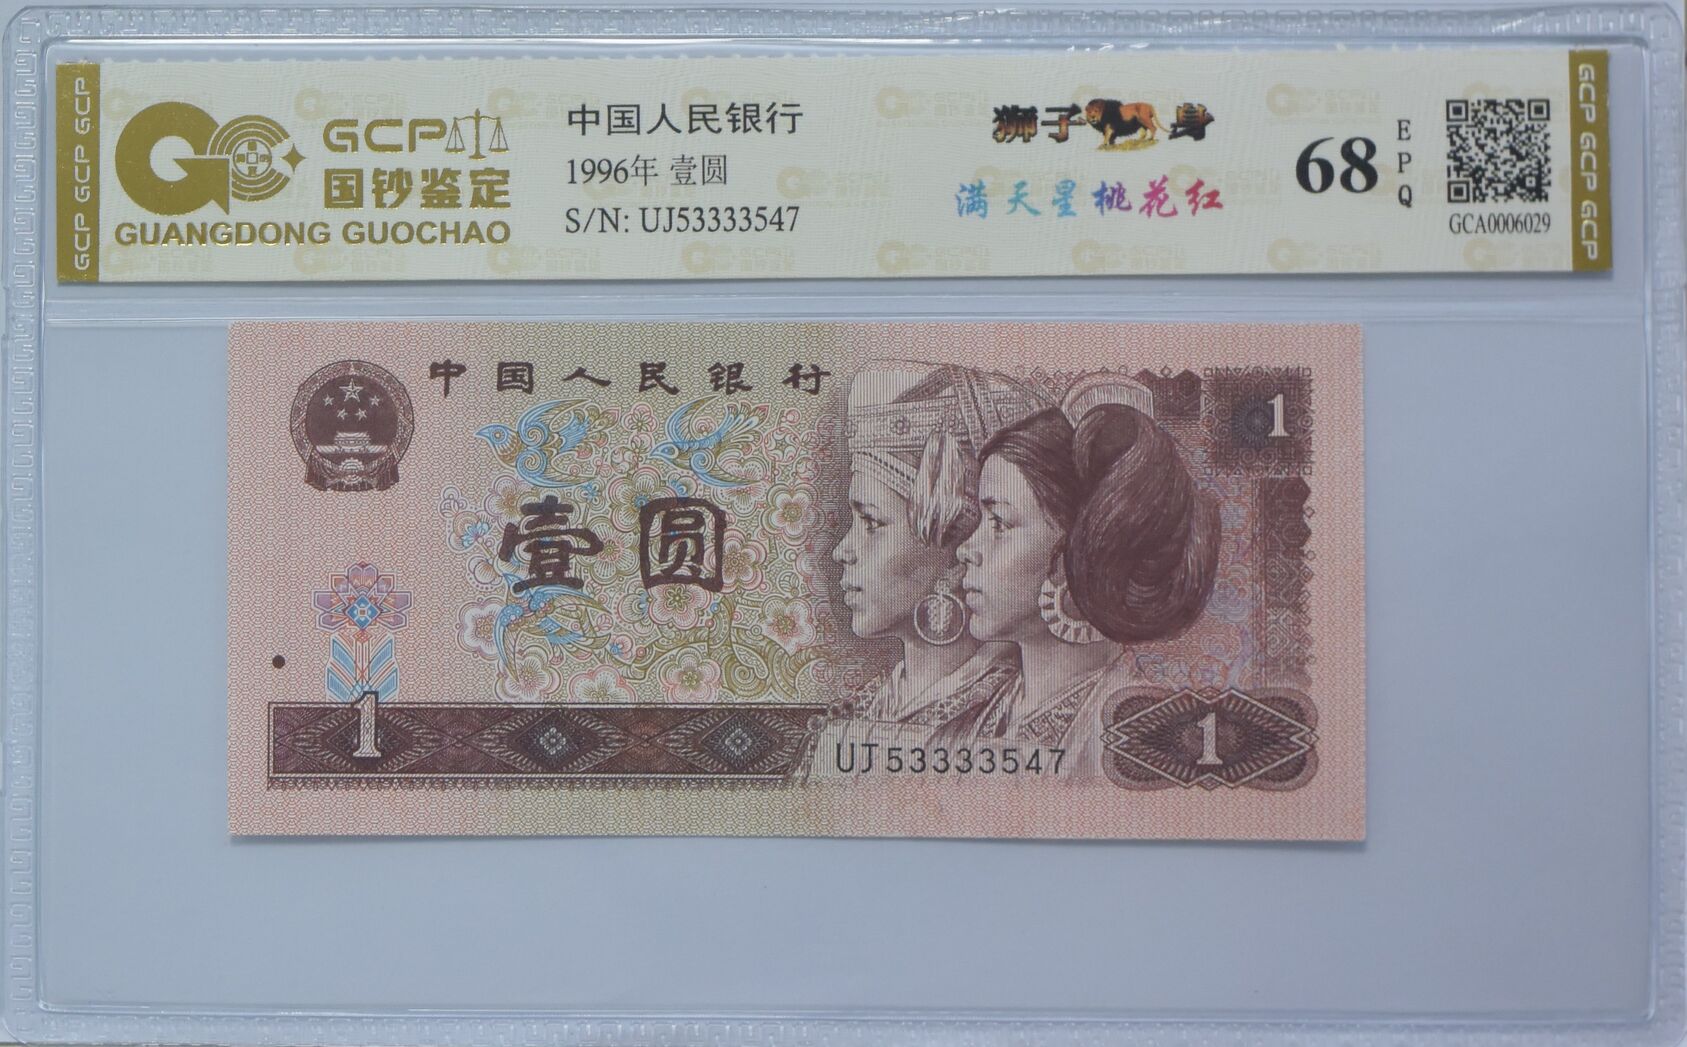 GCP GCP GCP
GCP
国钞鉴定
GUANGDONG GUOCHAO
中国人民银行
1996年 壹圆
S/N: UJ53333547
狮子身
满天星桃花红
68
EPQ
GCA0006029
GCP GCP GCP
中国人民银行
1
壹圆
1
UJ53333547
1